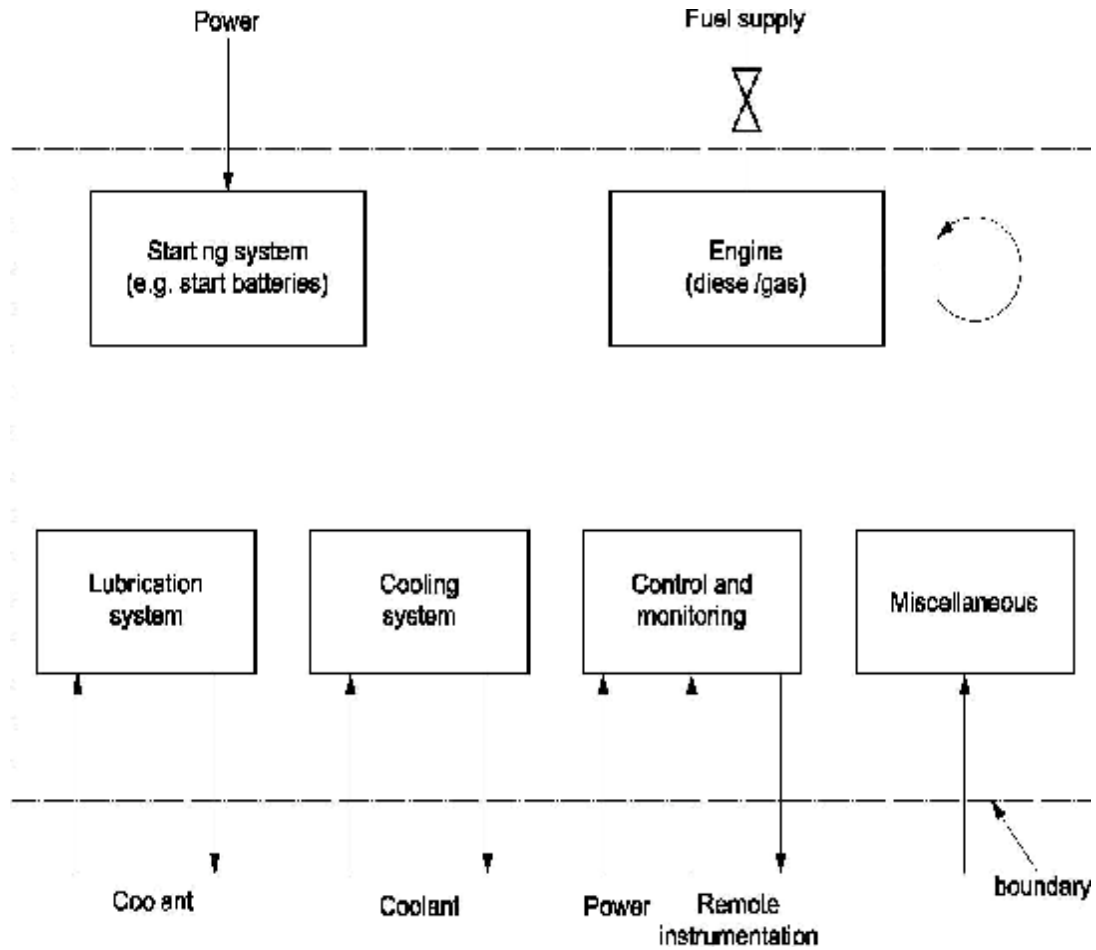 Power
Fuel supply
Start ng system
(e.g. start batteries)
Engine
(diese /gas)
Lubrication
system
Cooling
system
Control and
monitoring
Miscellaneous
Coo ant
Coolant
Power
Remote
instrumentation
boundary